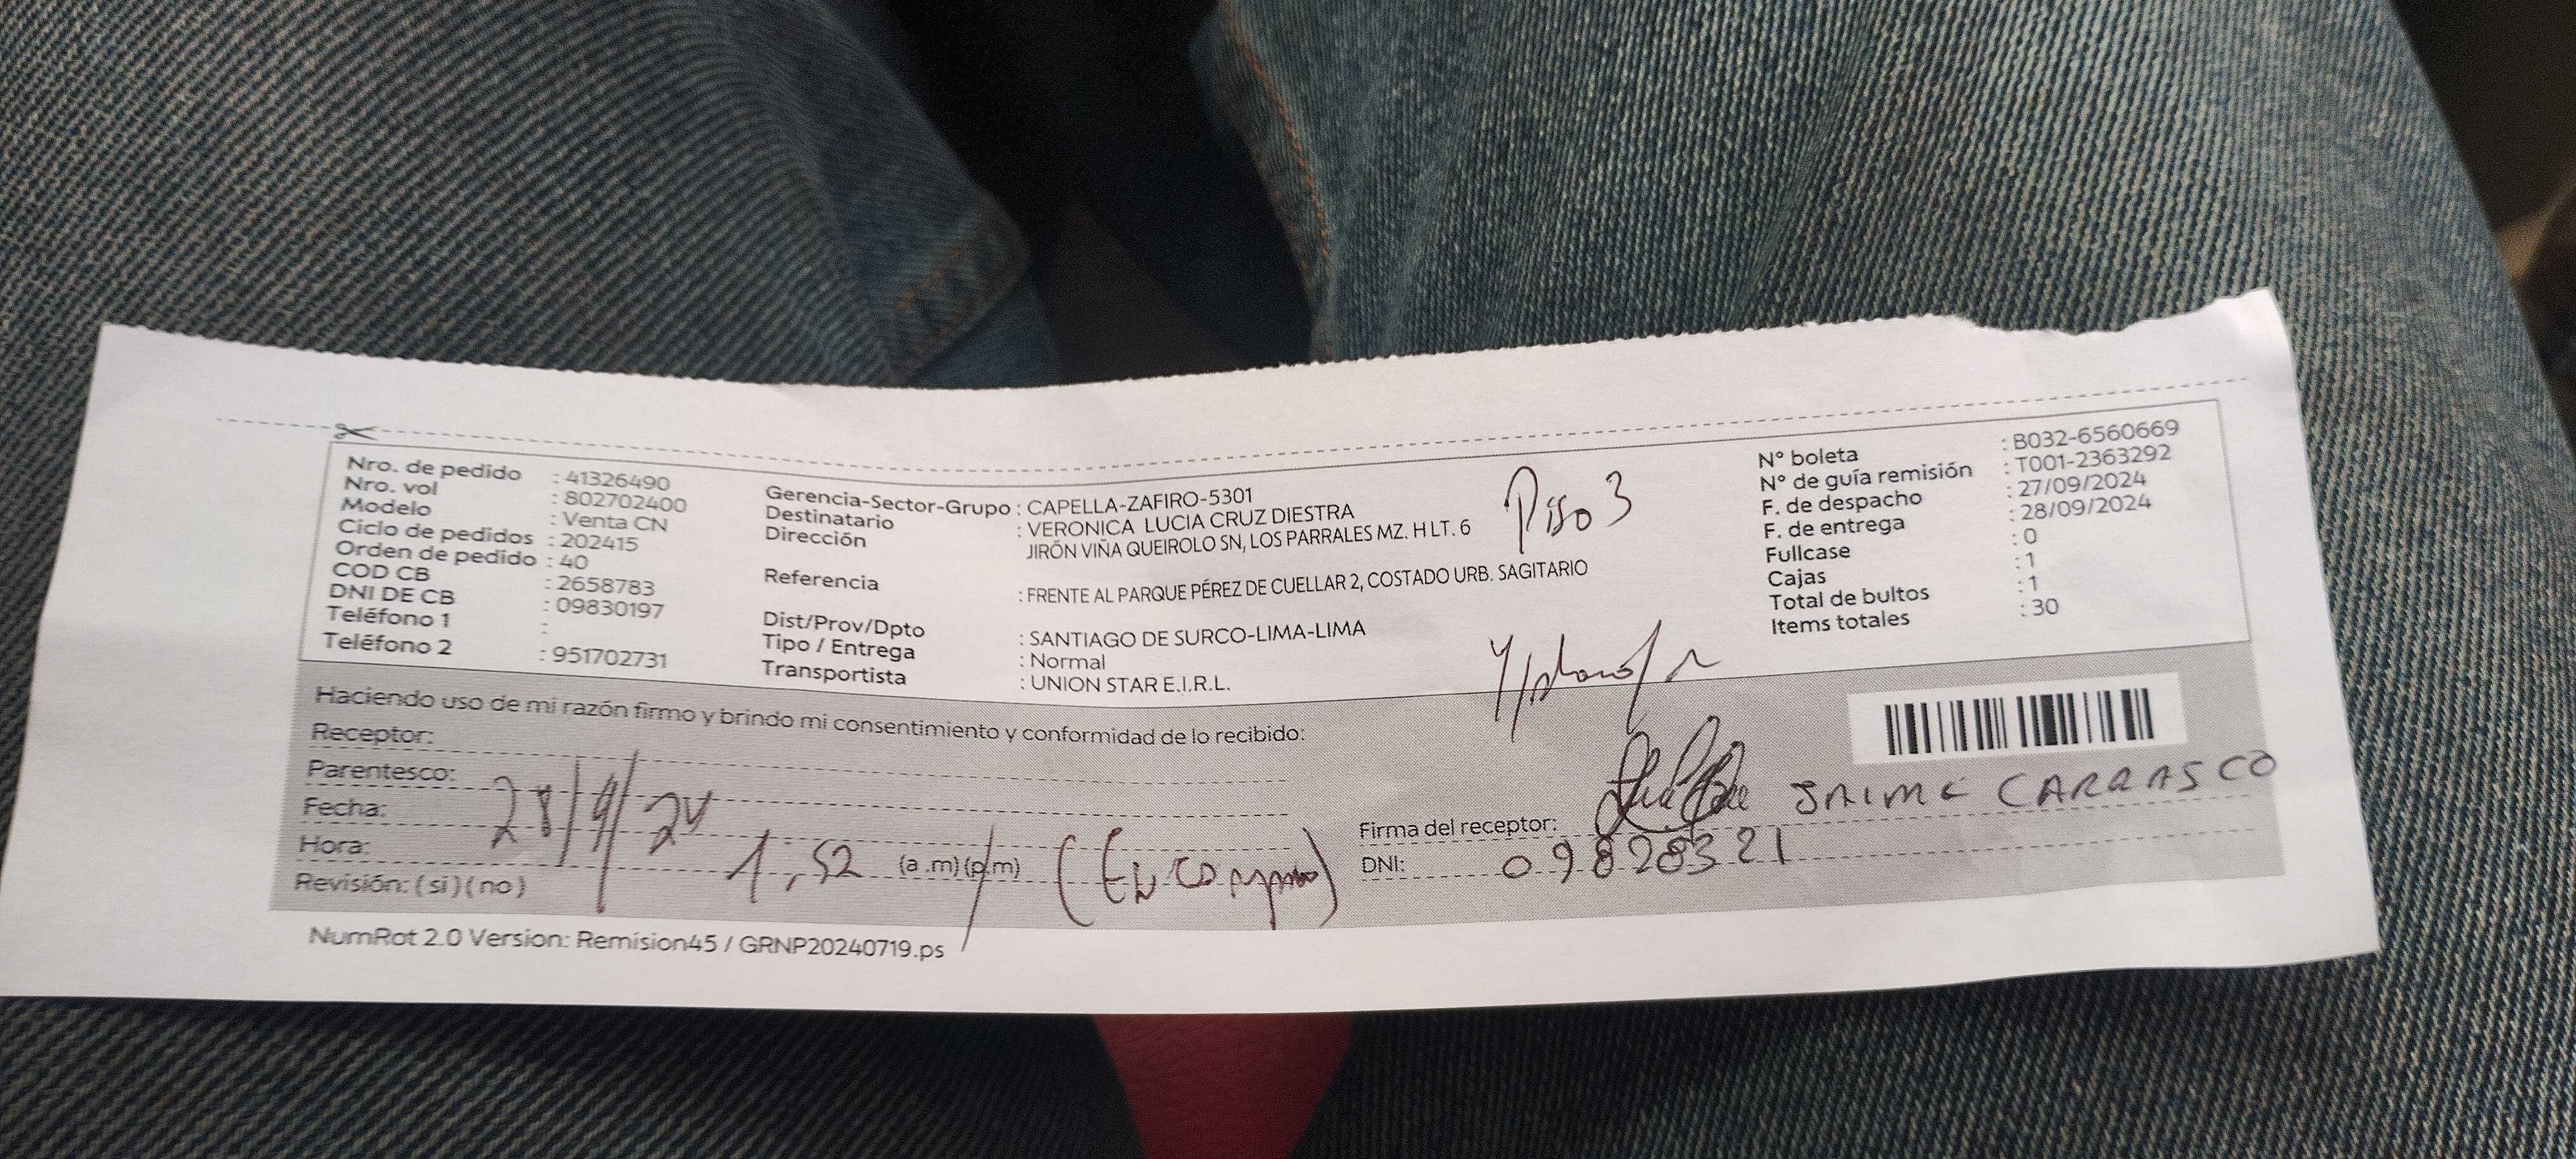 Nro. de pedido : 41326490
Nro. vol : 802702400
Modelo : Venta CN
Ciclo de pedidos : 202415
Orden de pedido : 40
COD CB : 2658783
DNI DE CB : 09830197
Teléfono 1 :
Teléfono 2 : 951702731
Gerencia-Sector-Grupo : CAPELLA-ZAFIRO-5301
Destinatario : VERONICA LUCIA CRUZ DIESTRA
Dirección JIRÓN VIÑA QUEIROLO SN, LOS PARRALES MZ. H LT. 6
Piso 3
Referencia : FRENTE AL PARQUE PÉREZ DE CUELLAR 2, COSTADO URB. SAGITARIO
Dist/Prov/Dpto : SANTIAGO DE SURCO-LIMA-LIMA
Tipo / Entrega : Normal
Transportista : UNION STAR E.I.R.L.
N° boleta : B032-6560669
N° de guía remisión : T001-2363292
F. de despacho : 27/09/2024
F. de entrega : 28/09/2024
Fullcase : 0
Cajas : 1
Total de bultos : 1
Items totales : 30
Haciendo uso de mi razón firmo y brindo mi consentimiento y conformidad de lo recibido:
Receptor:
Parentesco:
Fecha: 28/9/24
Hora: 1,52 (a.m)(p.m)
Revisión: (si)(no)
Firma del receptor: JAIME CARRASCO
DNI: 09828321
NumRot 2.0 Version: Remision45 / GRNP20240719.ps